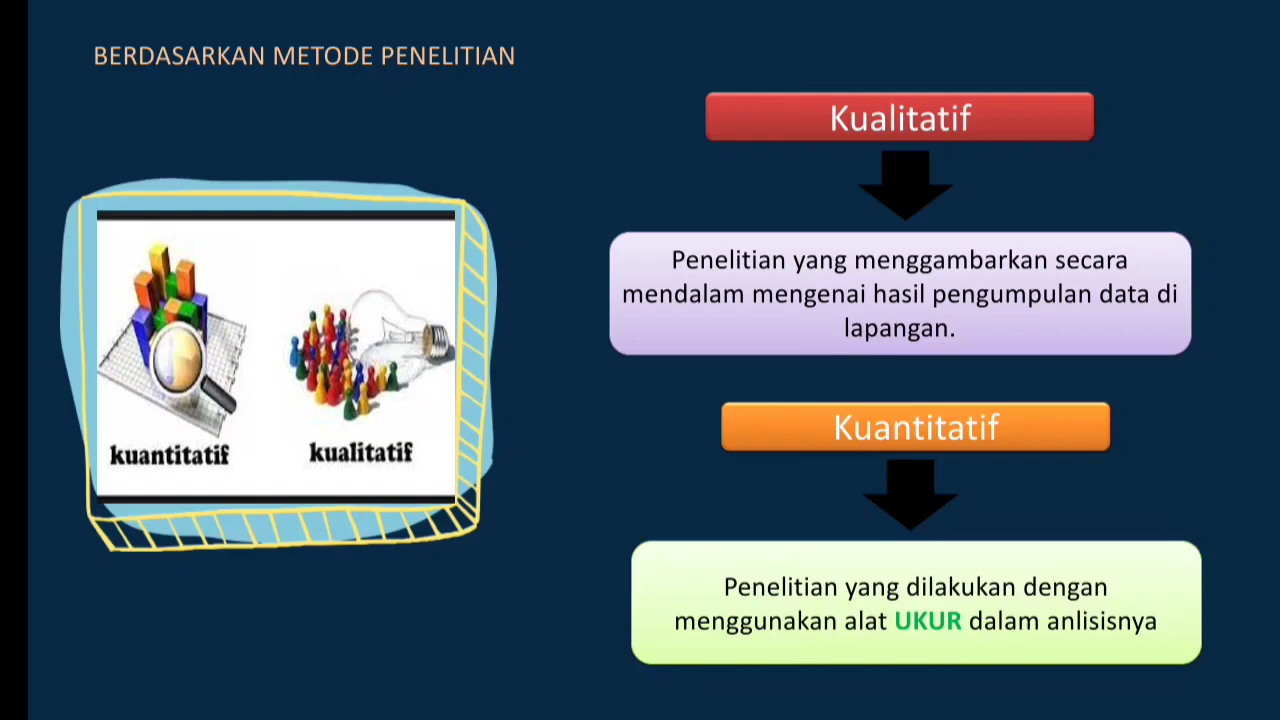 BERDASARKAN METODE PENELITIAN
kuantitatif
kualitatif
Kualitatif
Penelitian yang menggambarkan secara
mendalam mengenai hasil pengumpulan data di
lapangan.
Kuantitatif
Penelitian yang dilakukan dengan
menggunakan alat UKUR dalam anlisisnya